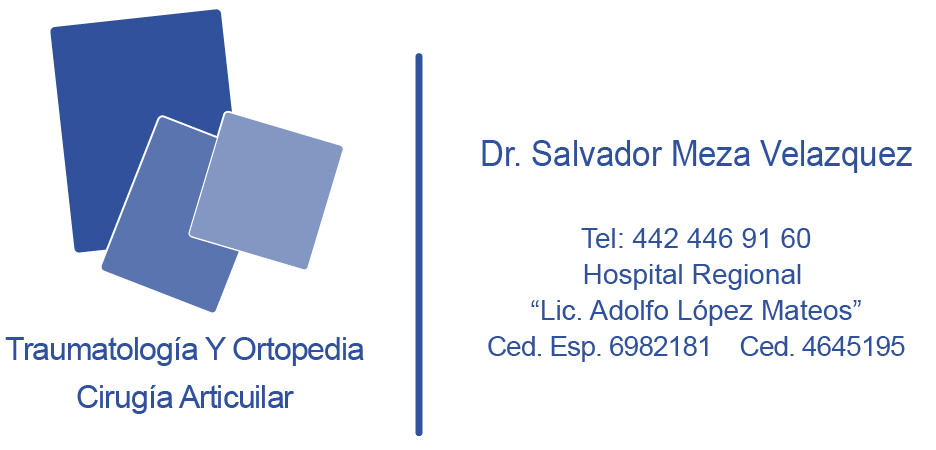 Traumatología Y Ortopedia
Cirugía Articuilar
Dr. Salvador Meza Velazquez
Tel: 442 446 91 60
Hospital Regional
“Lic. Adolfo López Mateos”
Ced. Esp. 6982181 Ced. 4645195